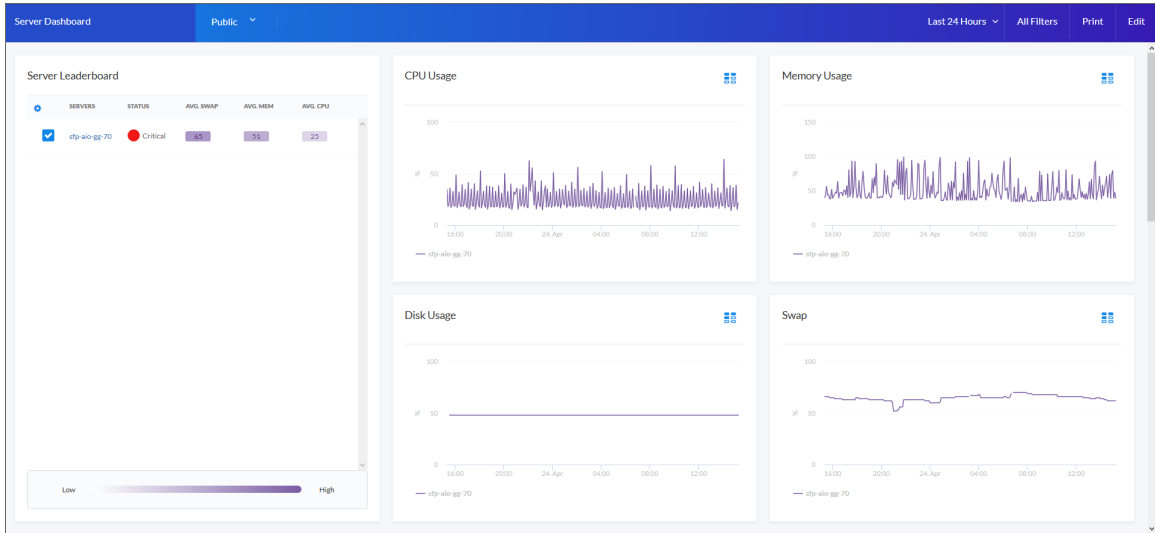 Server Dashboard Public Last 24 Hours All Filters Print Edit
Server Leaderboard
SERVERS STATUS AVG. SWAP AVG. MEM AVG. CPU
sfp-aio-gg-70 Critical 65 51 25
Low High
CPU Usage
100
%
50
0
16:00 20:00 24. Apr 04:00 08:00 12:00
sfp-aio-gg-70
Memory Usage
150
100
%
50
0
16:00 20:00 24. Apr 04:00 08:00 12:00
sfp-aio-gg-70
Disk Usage
100
%
50
0
16:00 20:00 24. Apr 04:00 08:00 12:00
sfp-aio-gg-70
Swap
100
%
50
0
16:00 20:00 24. Apr 04:00 08:00 12:00
sfp-aio-gg-70